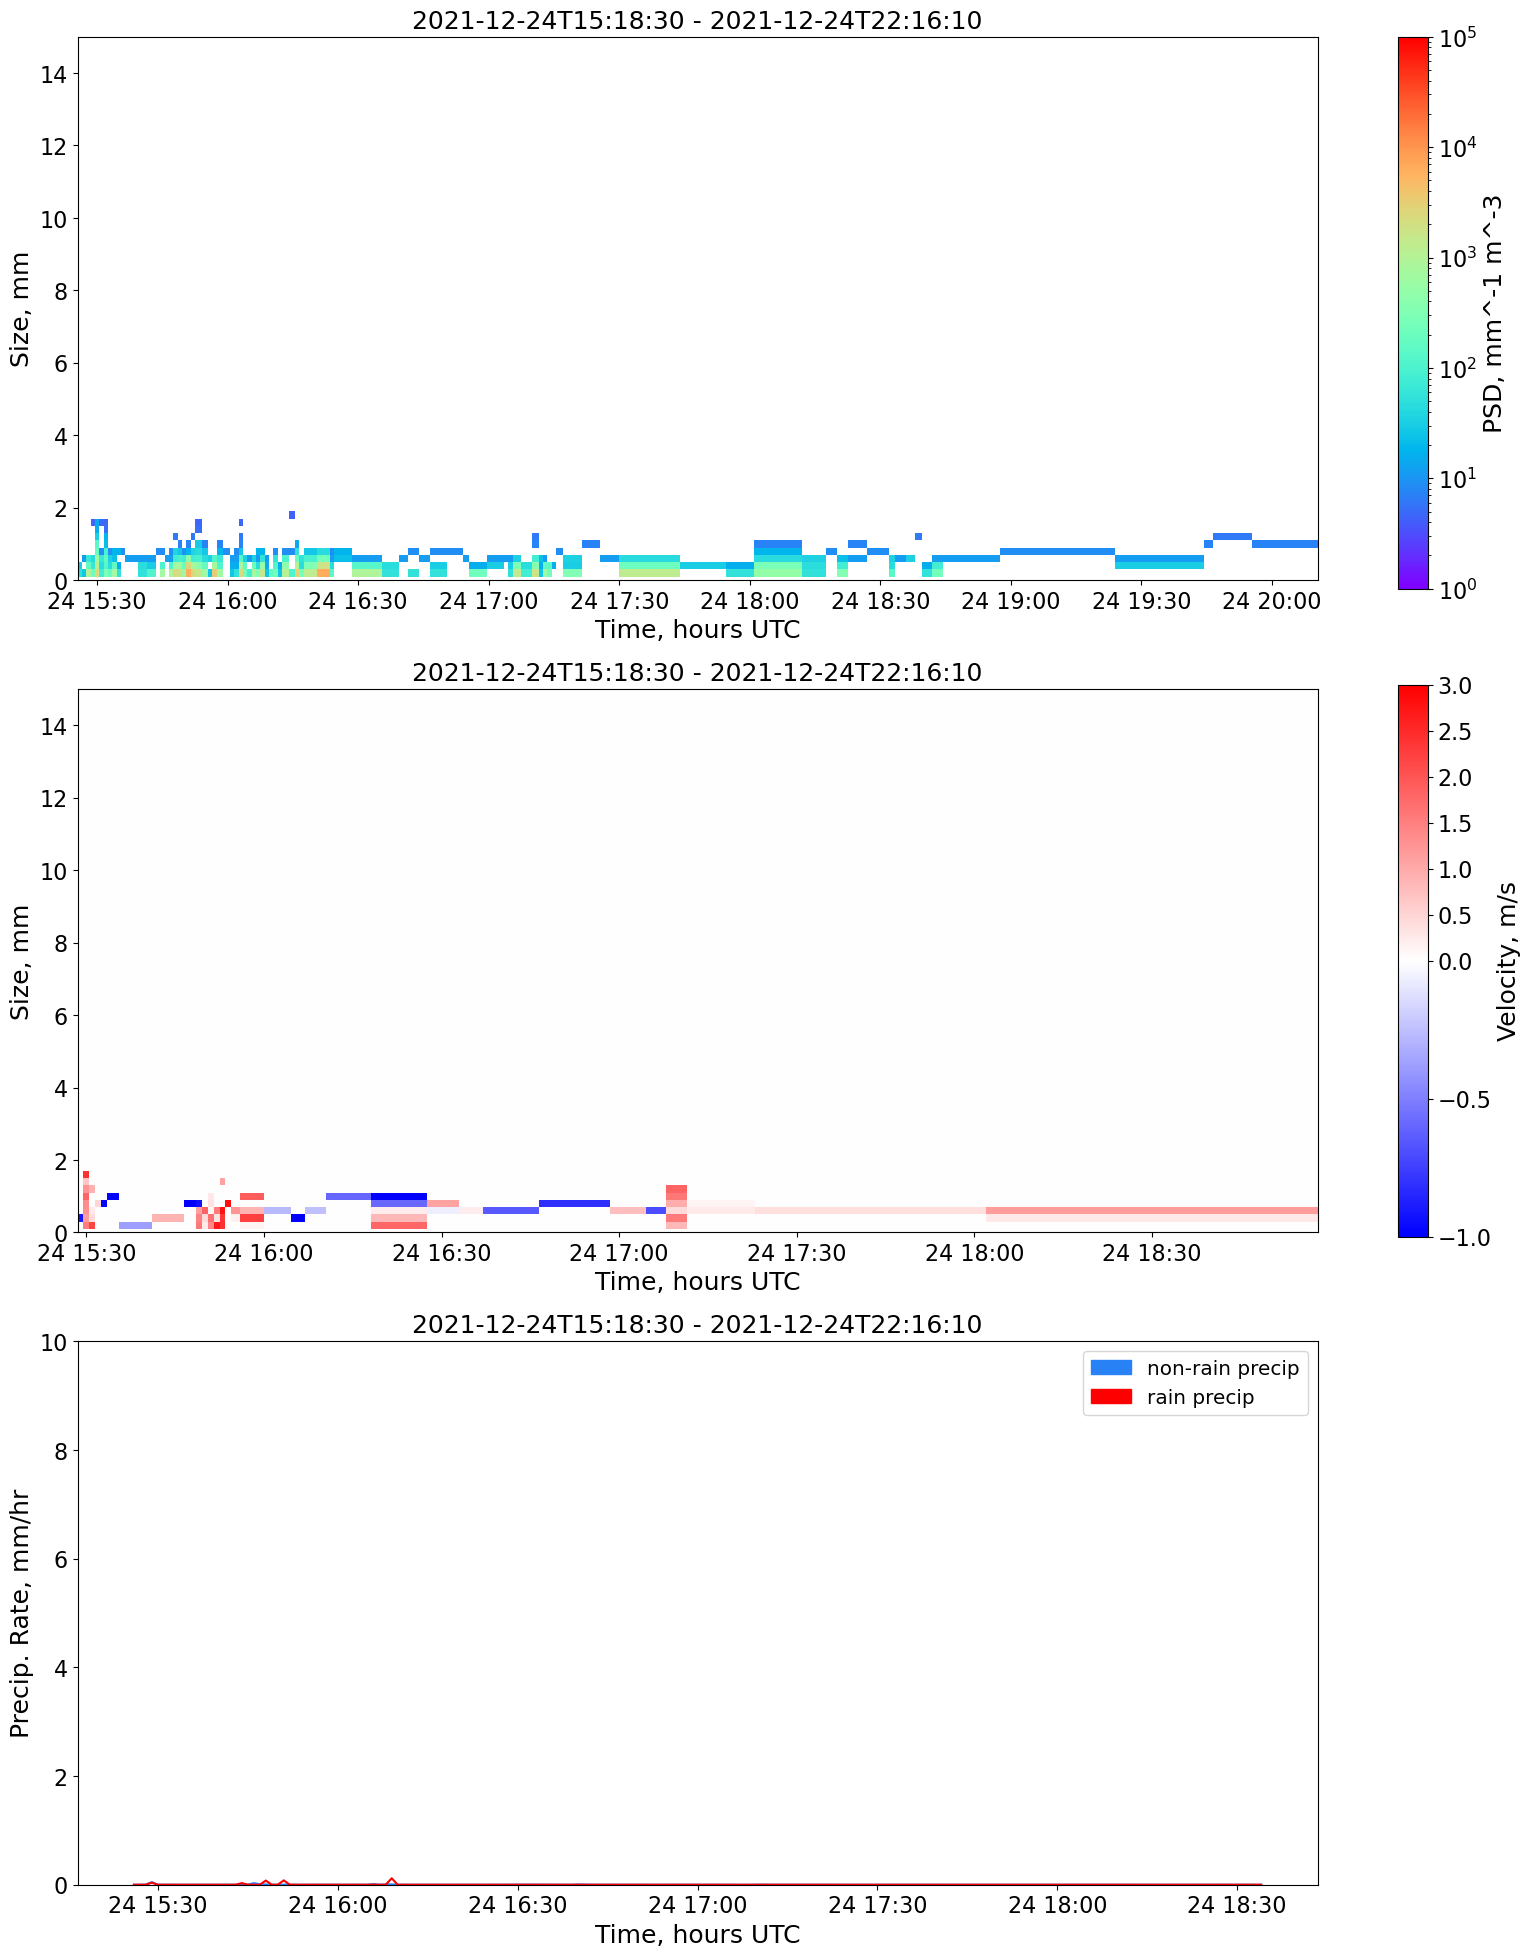 2021-12-24T15:18:30 - 2021-12-24T22:16:10
14
12
10
8
6
4
2
0
Size, mm
24 15:30 24 16:00 24 16:30 24 17:00 24 17:30 24 18:00 24 18:30 24 19:00 24 19:30 24 20:00
Time, hours UTC
10^5
10^4
10^3
10^2
10^1
10^0
PSD, mm^-1 m^-3
2021-12-24T15:18:30 - 2021-12-24T22:16:10
14
12
10
8
6
4
2
0
Size, mm
24 15:30 24 16:00 24 16:30 24 17:00 24 17:30 24 18:00 24 18:30
Time, hours UTC
3.0
2.5
2.0
1.5
1.0
0.5
0.0
−0.5
−1.0
Velocity, m/s
2021-12-24T15:18:30 - 2021-12-24T22:16:10
10
8
6
4
2
0
Precip. Rate, mm/hr
non-rain precip
rain precip
24 15:30 24 16:00 24 16:30 24 17:00 24 17:30 24 18:00 24 18:30
Time, hours UTC